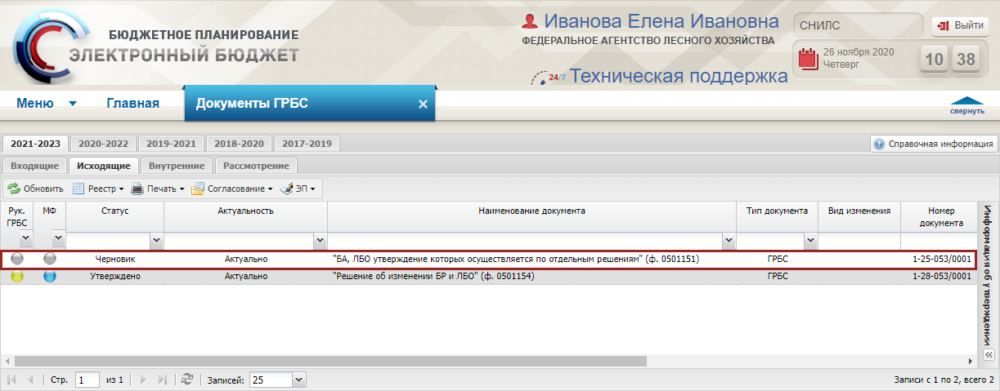 БЮДЖЕТНОЕ ПЛАНИРОВАНИЕ
ЭЛЕКТРОННЫЙ БЮДЖЕТ
Иванова Елена Ивановна
ФЕДЕРАЛЬНОЕ АГЕНТСТВО ЛЕСНОГО ХОЗЯЙСТВА
24/7 Техническая поддержка
СНИЛС
Выйти
26 ноября 2020
Четверг
10 38
Меню Главная Документы ГРБС
свернуть
2021-2023 2020-2022 2019-2021 2018-2020 2017-2019
Справочная информация
Входящие Исходящие Внутренние Рассмотрение
Обновить Реестр Печать Согласование ЭП
Рук. ГРБС МФ Статус Актуальность Наименование документа Тип документа Вид изменения Номер документа
Черновик Актуально "БА, ЛБО утверждение которых осуществляется по отдельным решениям" (ф. 0501151) ГРБС 1-25-053/0001
Утверждено Актуально "Решение об изменении БР и ЛБО" (ф. 0501154) ГРБС 1-28-053/0001
Информация об утверждении
Стр. 1 из 1 Записей: 25 Записи с 1 по 2, всего 2